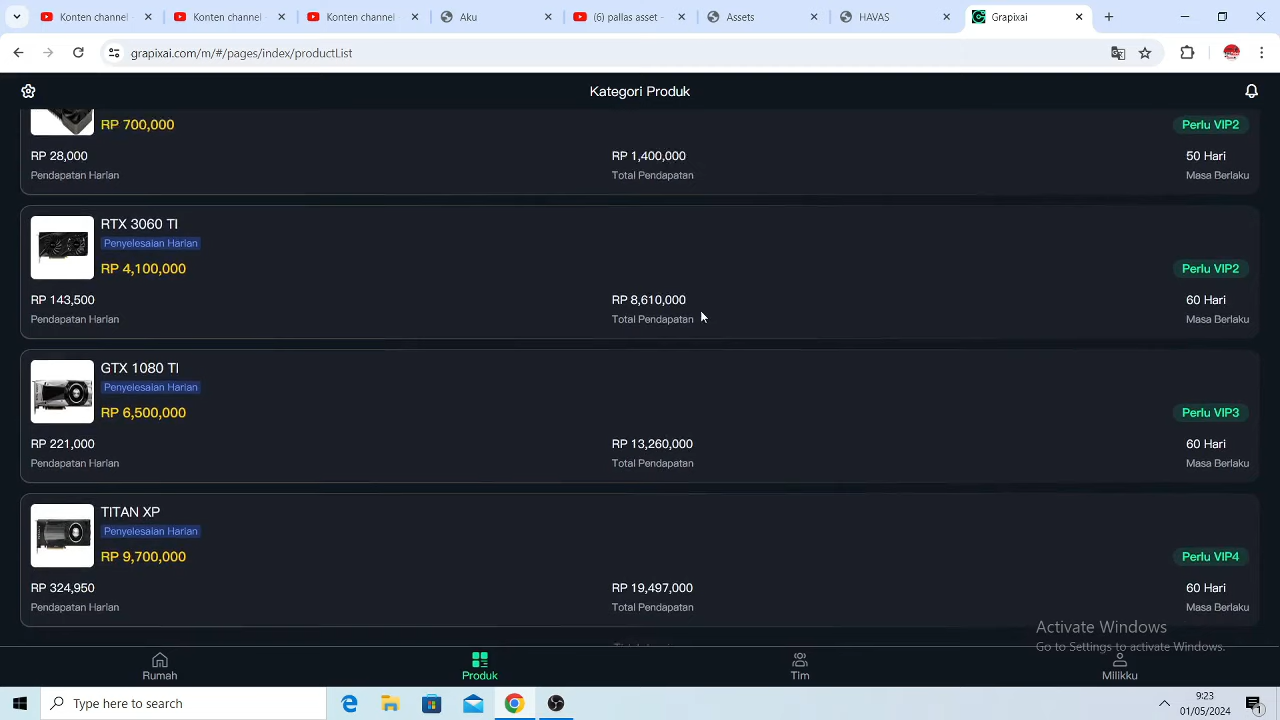 Konten channel
Konten channel
Konten channel
Aku
(6) pallas asset -
Assets
HAVAS
Grapixai
grapixai.com/m/#/pages/index/productList
Kategori Produk
RP 700,000
Perlu VIP2
RP 28,000
RP 1,400,000
50 Hari
Pendapatan Harian
Total Pendapatan
Masa Berlaku
RTX 3060 TI
Penyelesaian Harian
RP 4,100,000
Perlu VIP2
RP 143,500
RP 8,610,000
60 Hari
Pendapatan Harian
Total Pendapatan
Masa Berlaku
GTX 1080 TI
Penyelesaian Harian
RP 6,500,000
Perlu VIP3
RP 221,000
RP 13,260,000
60 Hari
Pendapatan Harian
Total Pendapatan
Masa Berlaku
TITAN XP
Penyelesaian Harian
RP 9,700,000
Perlu VIP4
RP 324,950
RP 19,497,000
60 Hari
Pendapatan Harian
Total Pendapatan
Masa Berlaku
Activate Windows
Go to Settings to activate Windows.
Rumah
Produk
Tim
Milikku
Type here to search
9:23
01/05/2024
1